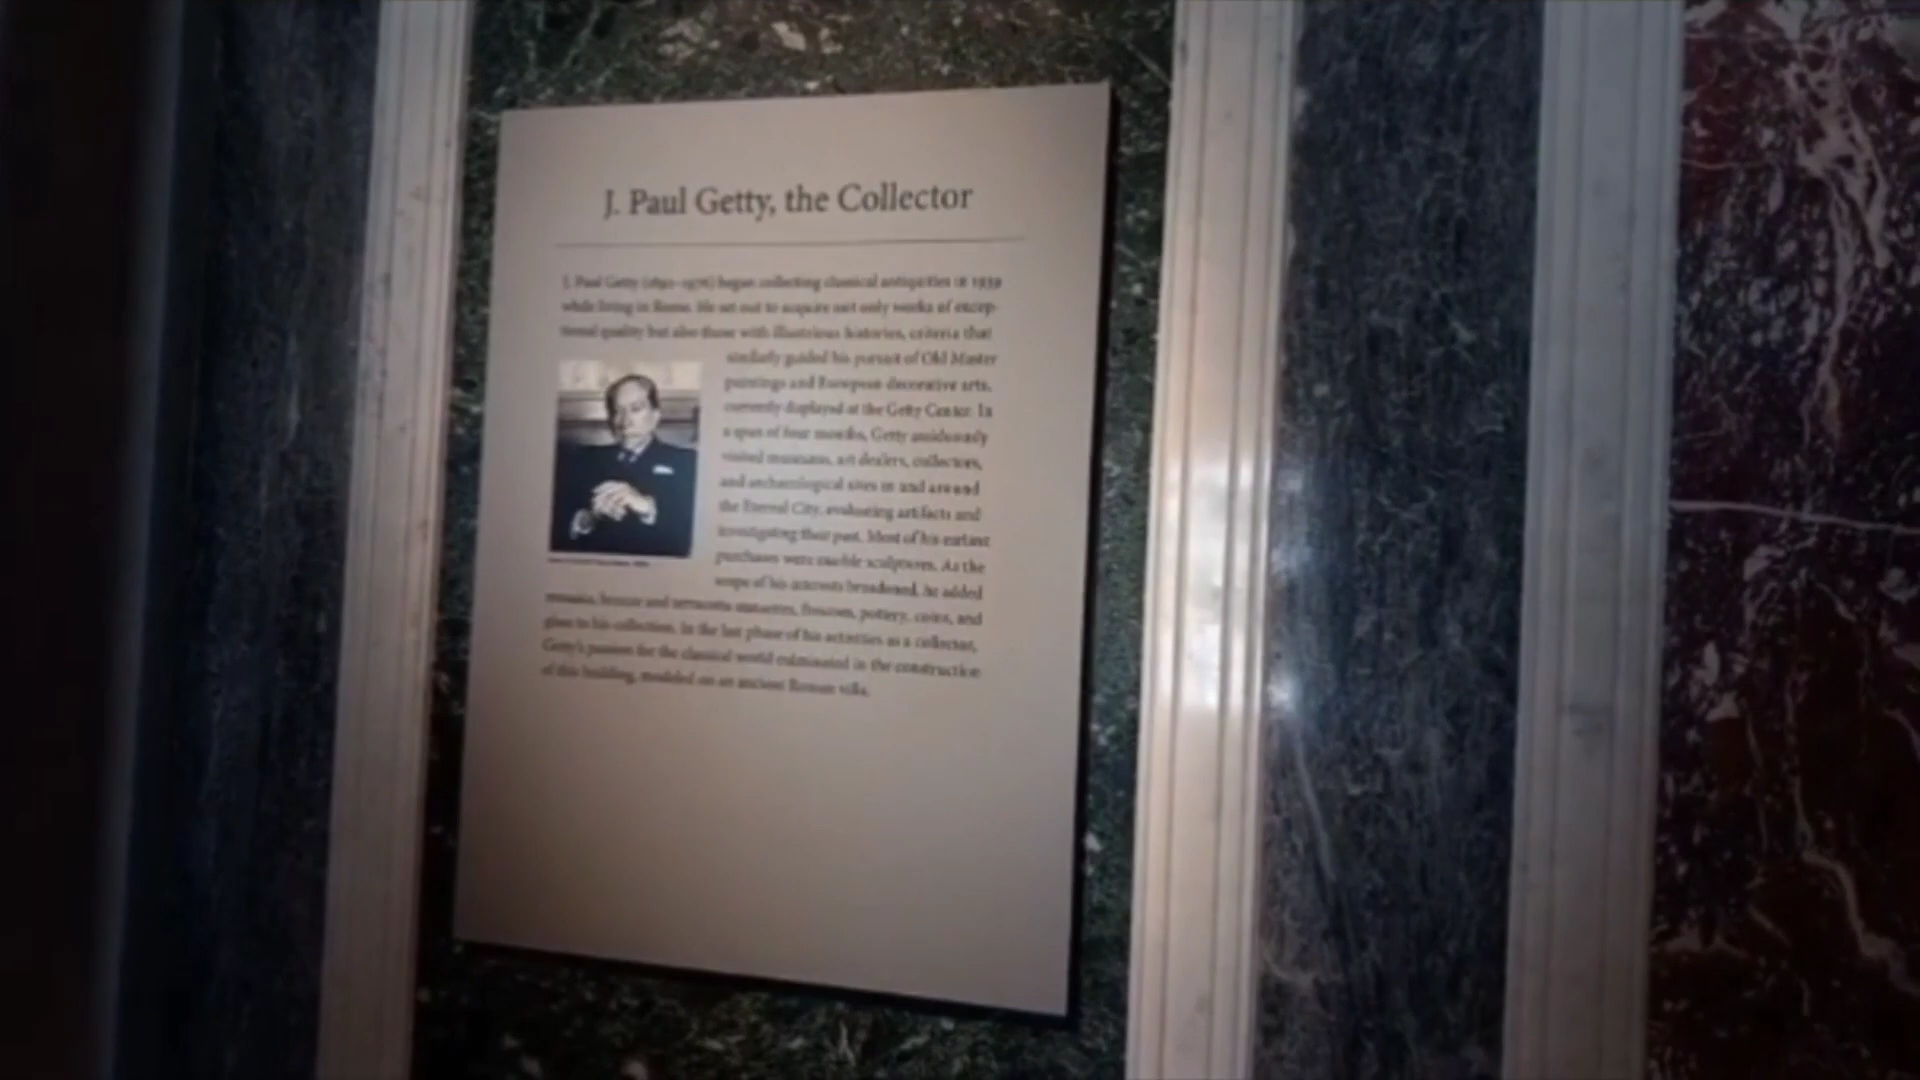 J. Paul Getty, the Collector
J. Paul Getty (1892–1976) began collecting classical antiquities in 1939
while living in Rome. He set out to acquire not only works of excep-
tional quality but also those with illustrious histories, criteria that
similarly guided his pursuit of Old Master
paintings and European decorative arts,
currently displayed at the Getty Center. In
a span of four months, Getty assiduously
visited museums, art dealers, collectors,
and archaeological sites in and around
the Eternal City, evaluating artifacts and
investigating their past. Most of his earliest
purchases were marble sculptures. As the
scope of his interests broadened, he added
mosaics, bronze and terracotta statuettes, frescoes, pottery, coins, and
glass to his collection. In the last phase of his activities as a collector,
Getty's passion for the classical world culminated in the construction
of this building, modeled on an ancient Roman villa.